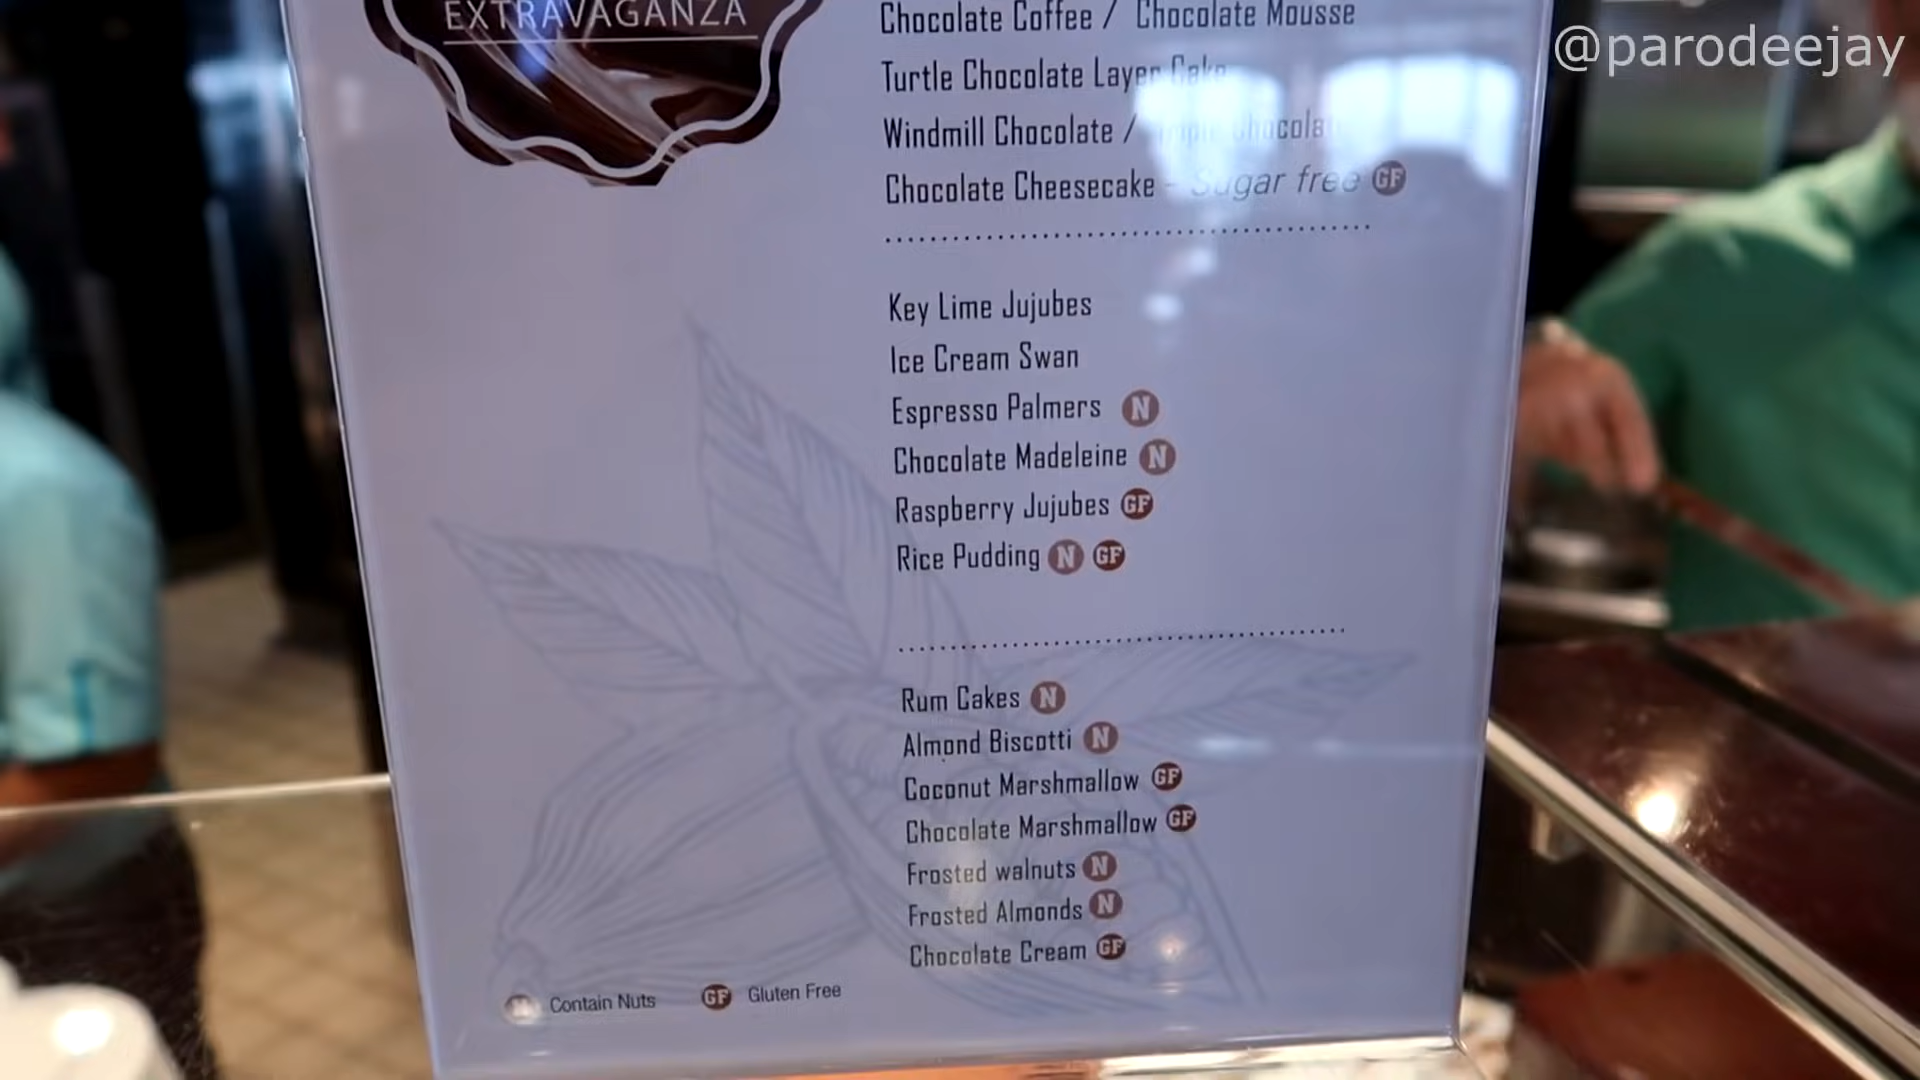 EXTRAVAGANZA
@parodeejay
Chocolate Coffee / Chocolate Mousse
Turtle Chocolate Layer Cake
Windmill Chocolate /
Chocolate Cheesecake - Sugar free GF
Key Lime Jujubes
Ice Cream Swan
Espresso Palmers N
Chocolate Madeleine N
Raspberry Jujubes GF
Rice Pudding N GF
Rum Cakes N
Almond Biscotti N
Coconut Marshmallow GF
Chocolate Marshmallow GF
Frosted walnuts N
Frosted Almonds N
Chocolate Cream GF
N Contain Nuts GF Gluten Free